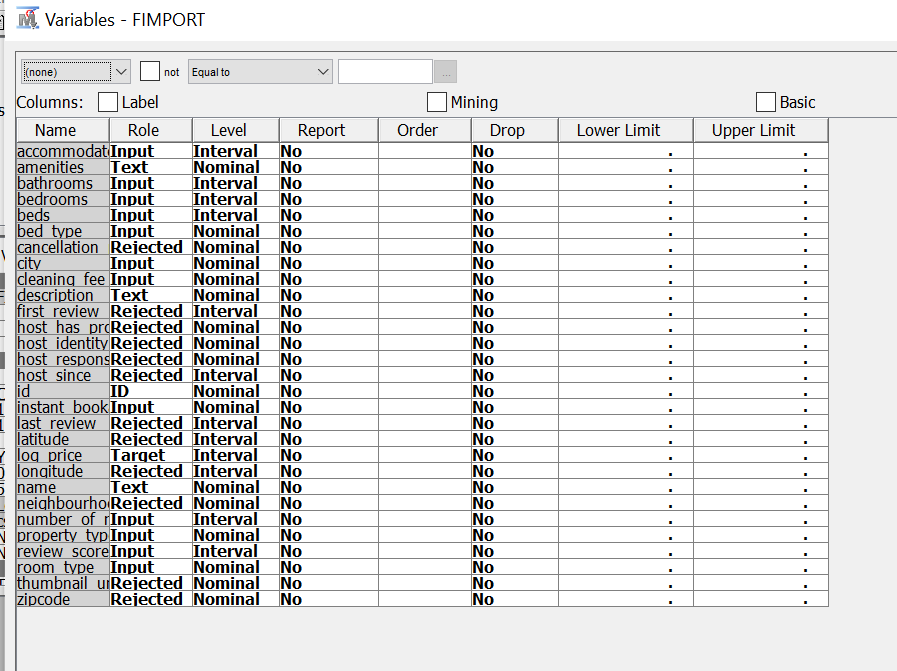 Variables - FIMPORT
(none) not Equal to ...
Columns: Label Mining Basic
Name Role Level Report Order Drop Lower Limit Upper Limit
accommodat Input Interval No No . .
amenities Text Nominal No No . .
bathrooms Input Interval No No . .
bedrooms Input Interval No No . .
beds Input Interval No No . .
bed_type Input Nominal No No . .
cancellation Rejected Nominal No No . .
city Input Nominal No No . .
cleaning_fee Input Nominal No No . .
description Text Nominal No No . .
first_review Rejected Interval No No . .
host_has_pro Rejected Nominal No No . .
host_identity Rejected Nominal No No . .
host_respons Rejected Nominal No No . .
host_since Rejected Interval No No . .
id ID Nominal No No . .
instant_book Input Nominal No No . .
last_review Rejected Interval No No . .
latitude Rejected Interval No No . .
log_price Target Interval No No . .
longitude Rejected Interval No No . .
name Text Nominal No No . .
neighbourho Rejected Nominal No No . .
number_of_r Input Interval No No . .
property_typ Input Nominal No No . .
review_score Input Interval No No . .
room_type Input Nominal No No . .
thumbnail_ur Rejected Nominal No No . .
zipcode Rejected Nominal No No . .